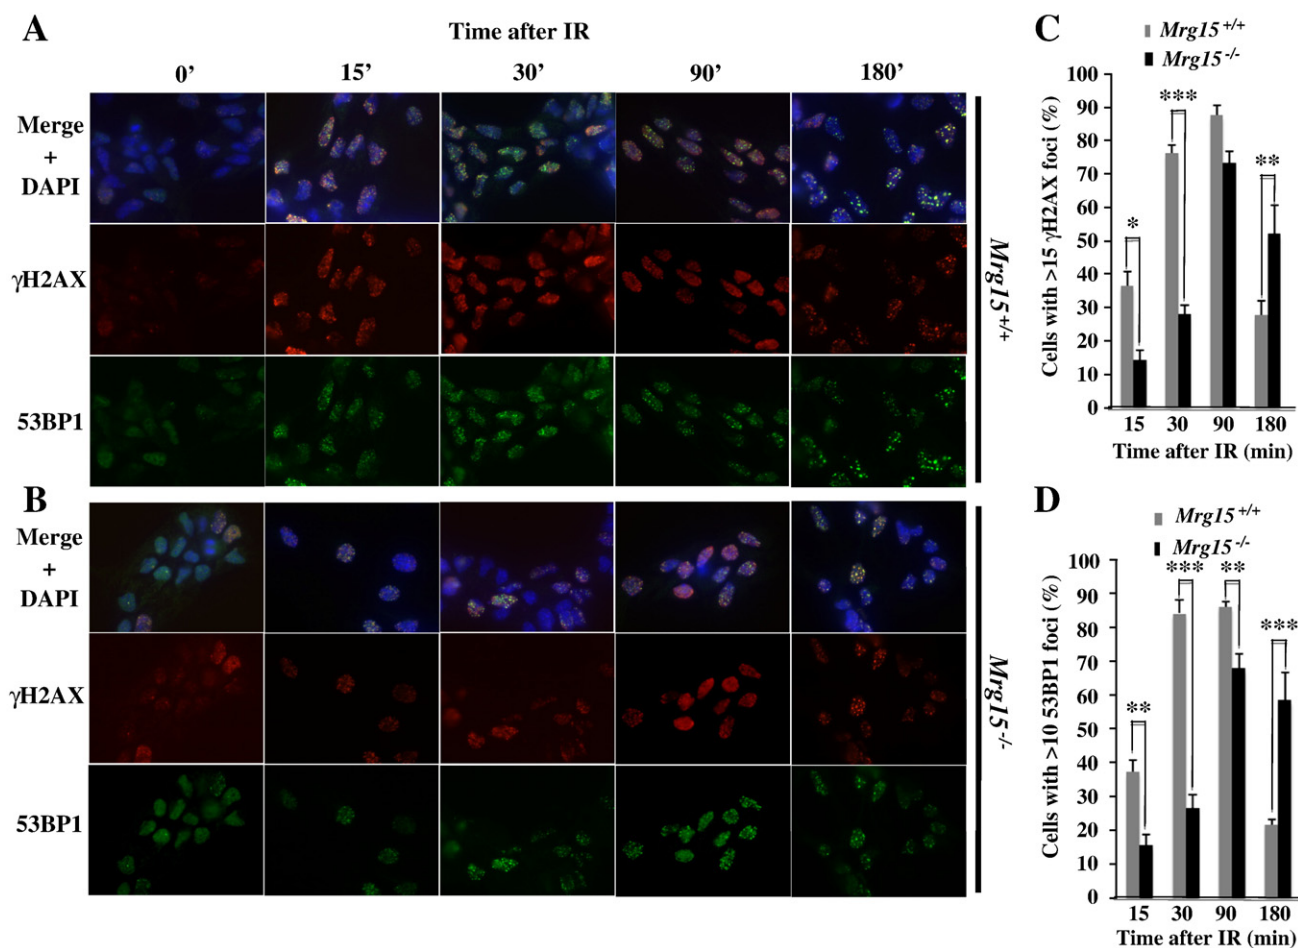 A
Time after IR
0’ 15’ 30’ 90’ 180’
Merge
+
DAPI
γH2AX
53BP1
Mrg15+/+
B
Merge
+
DAPI
γH2AX
53BP1
Mrg15-/-
C
Mrg15+/+
Mrg15-/-
Cells with >15 γH2AX foci (%)
100
90
80
70
60
50
40
30
20
10
0
* *** **
15 30 90 180
Time after IR (min)
D
Mrg15+/+
Mrg15-/-
Cells with >10 53BP1 foci (%)
100
90
80
70
60
50
40
30
20
10
0
** *** ** ***
15 30 90 180
Time after IR (min)